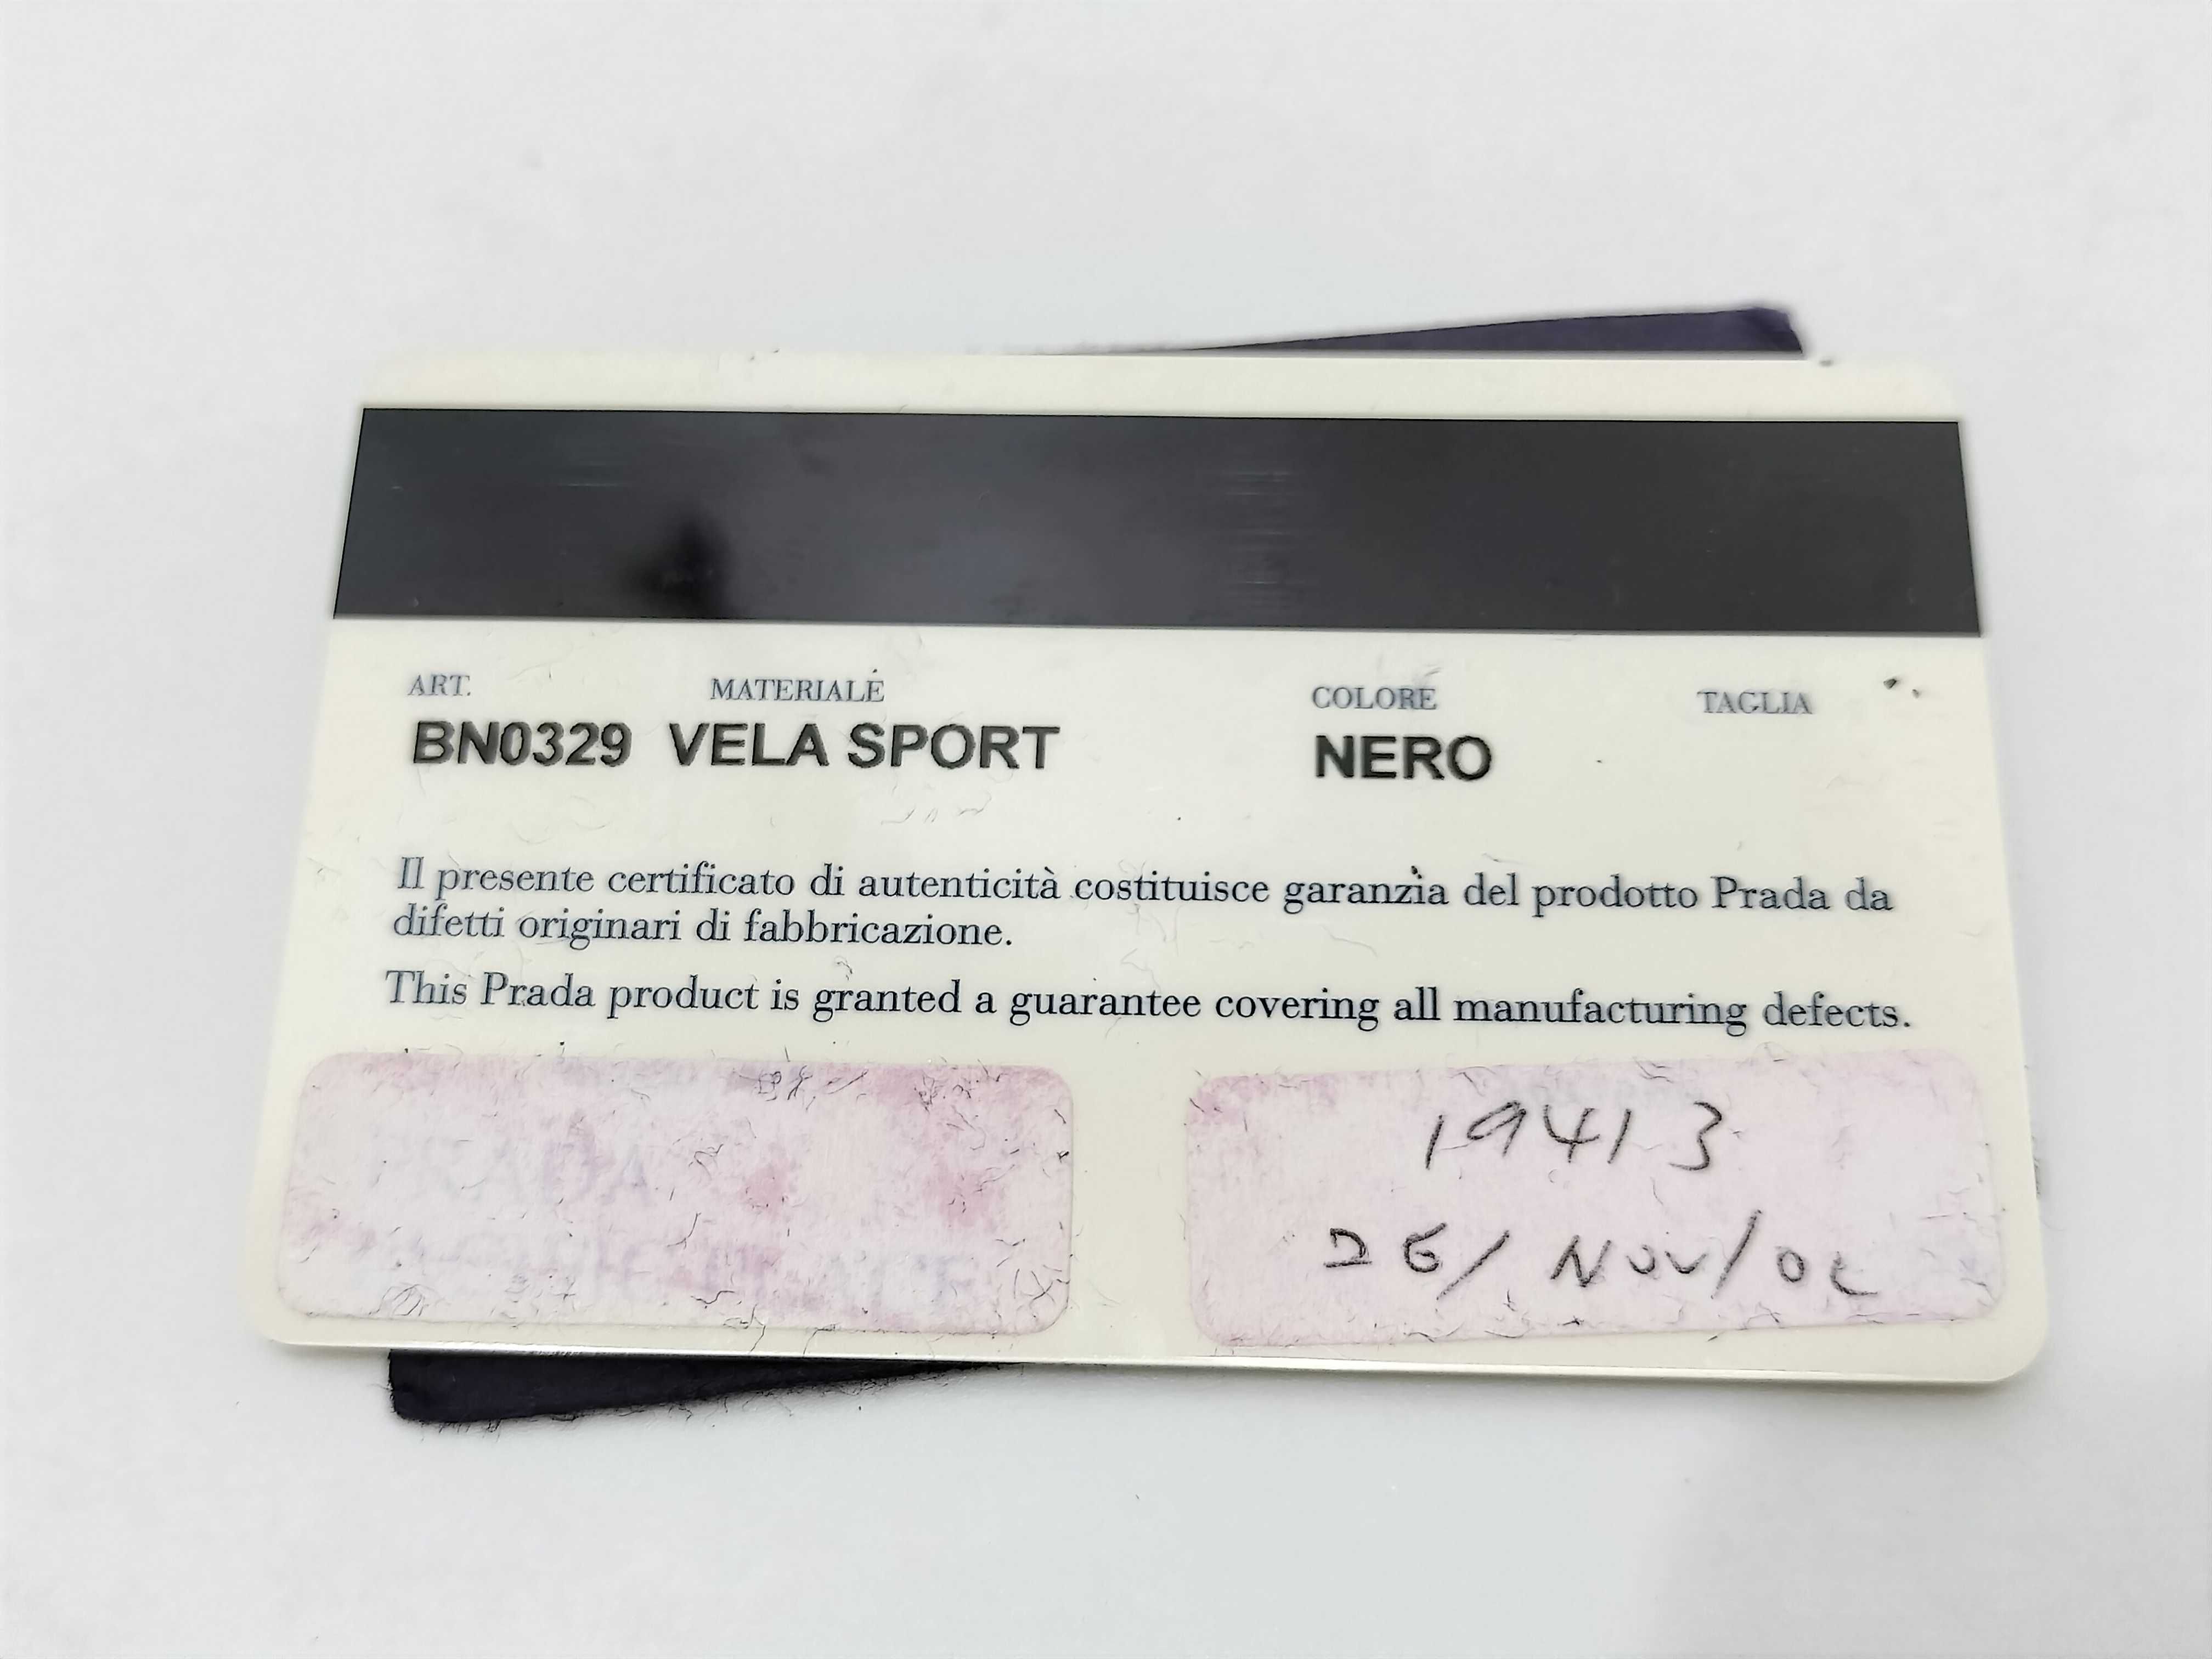 ART. MATERIALE COLORE TAGLIA
BN0329 VELA SPORT NERO
Il presente certificato di autenticità costituisce garanzia del prodotto Prada da
difetti originari di fabbricazione.
This Prada product is granted a guarantee covering all manufacturing defects.
19413
26/NOV/